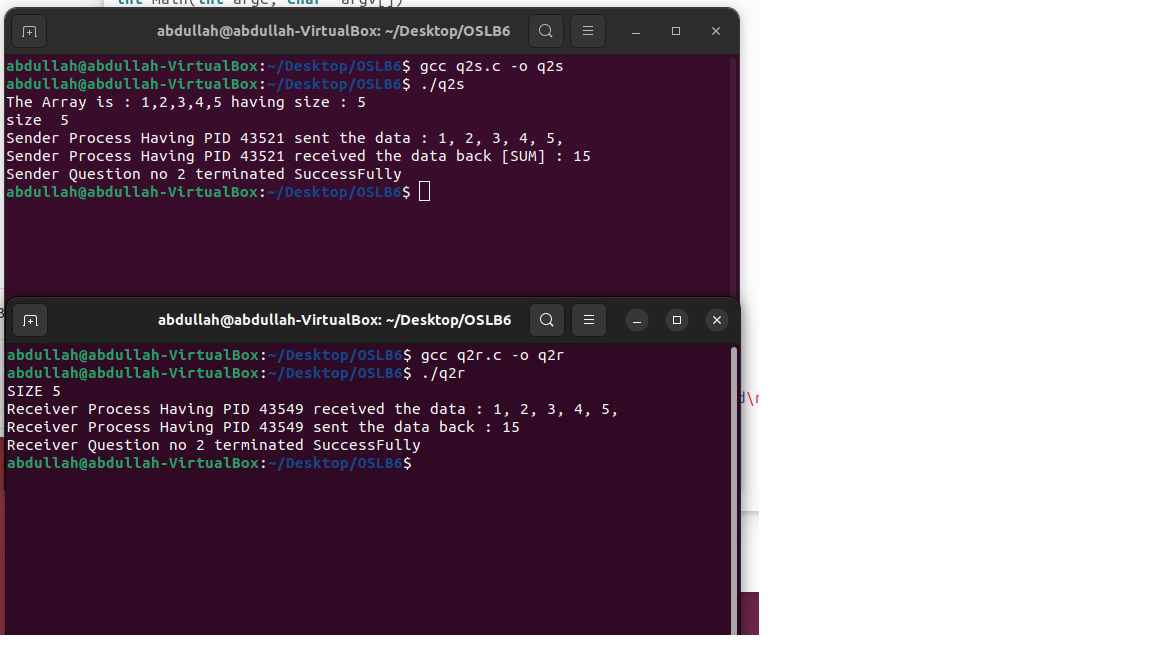 int main(int argc, char *argv[])
abdullah@abdullah-VirtualBox: ~/Desktop/OSLB6
abdullah@abdullah-VirtualBox:~/Desktop/OSLB6$ gcc q2s.c -o q2s
abdullah@abdullah-VirtualBox:~/Desktop/OSLB6$ ./q2s
The Array is : 1,2,3,4,5 having size : 5
size  5
Sender Process Having PID 43521 sent the data : 1, 2, 3, 4, 5,
Sender Process Having PID 43521 received the data back [SUM] : 15
Sender Question no 2 terminated SuccessFully
abdullah@abdullah-VirtualBox:~/Desktop/OSLB6$
abdullah@abdullah-VirtualBox: ~/Desktop/OSLB6
abdullah@abdullah-VirtualBox:~/Desktop/OSLB6$ gcc q2r.c -o q2r
abdullah@abdullah-VirtualBox:~/Desktop/OSLB6$ ./q2r
SIZE 5
Receiver Process Having PID 43549 received the data : 1, 2, 3, 4, 5,
Receiver Process Having PID 43549 sent the data back : 15
Receiver Question no 2 terminated SuccessFully
abdullah@abdullah-VirtualBox:~/Desktop/OSLB6$